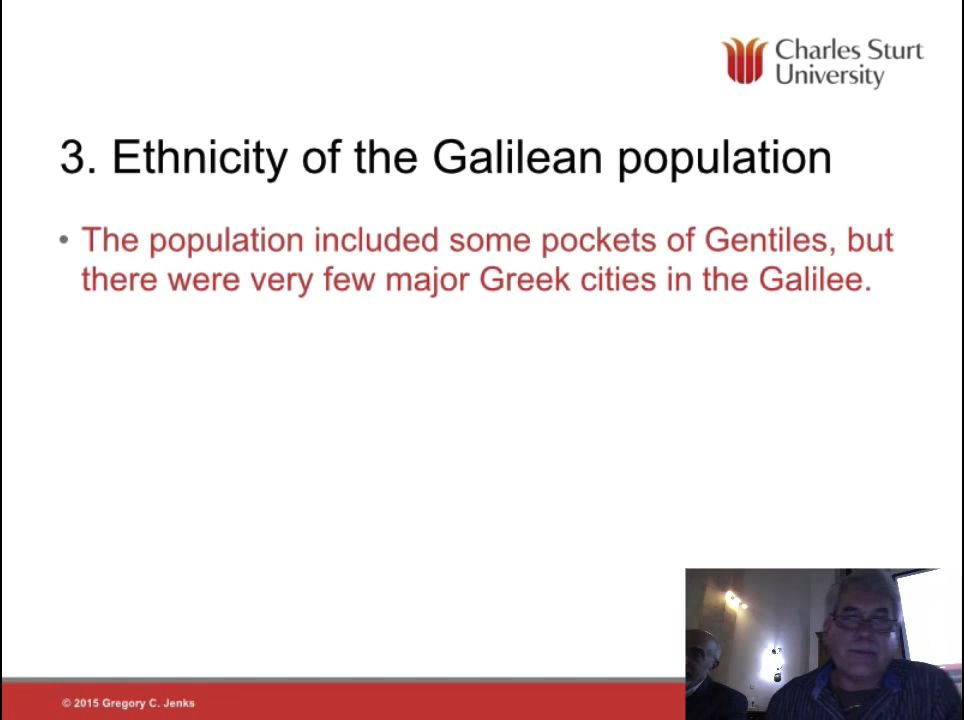 Charles Sturt
University
3. Ethnicity of the Galilean population
• The population included some pockets of Gentiles, but
there were very few major Greek cities in the Galilee.
© 2015 Gregory C. Jenks